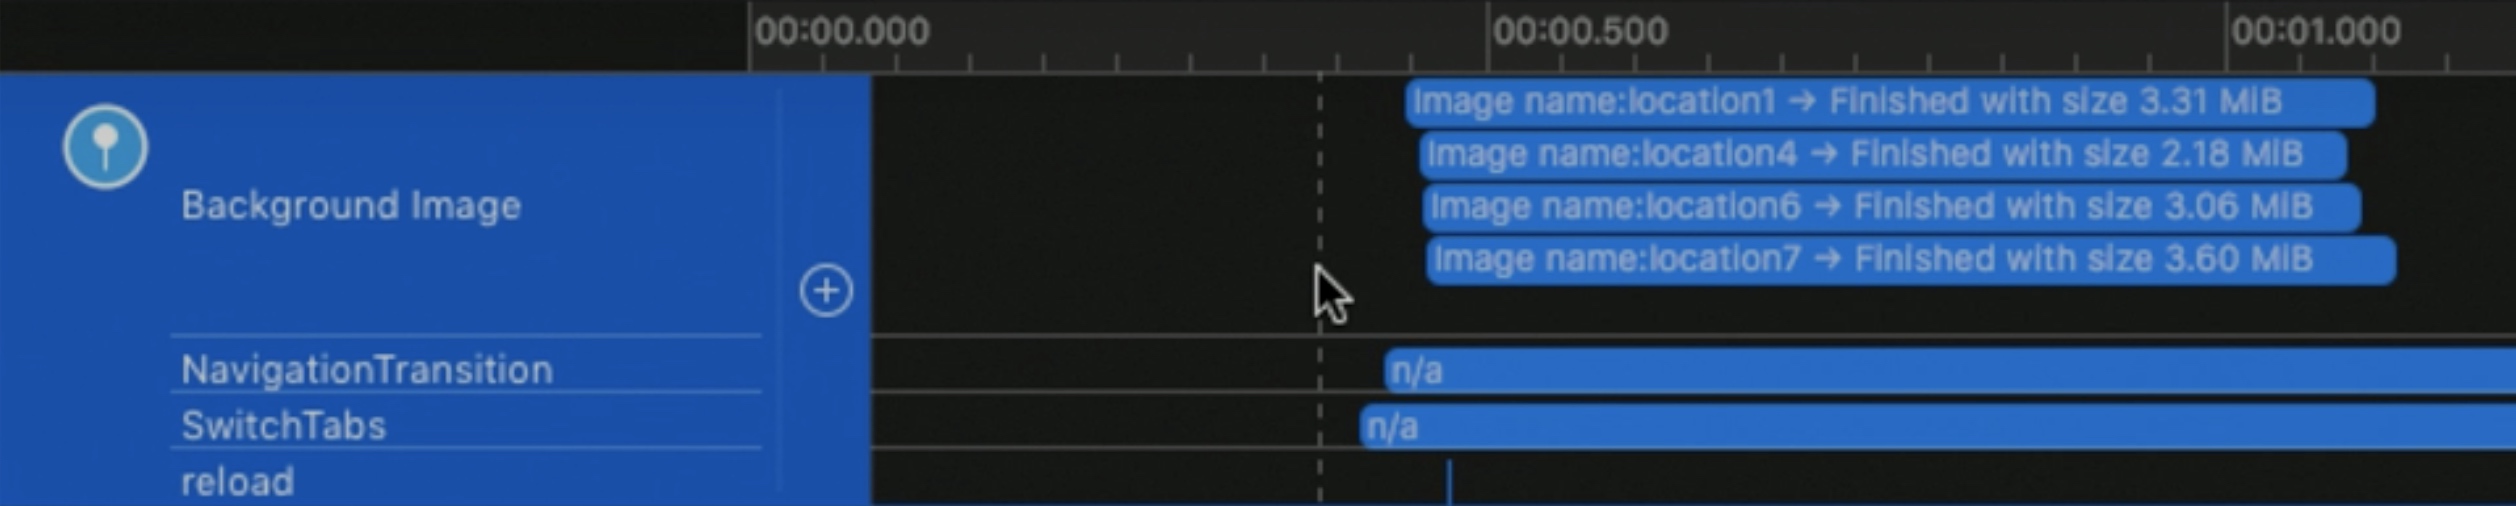 00:00.000 00:00.500 00:01.000
Image name:location1 → Finished with size 3.31 MiB
Image name:location4 → Finished with size 2.18 MiB
Background Image
Image name:location6 → Finished with size 3.06 MiB
Image name:location7 → Finished with size 3.60 MiB
NavigationTransition n/a
SwitchTabs n/a
reload